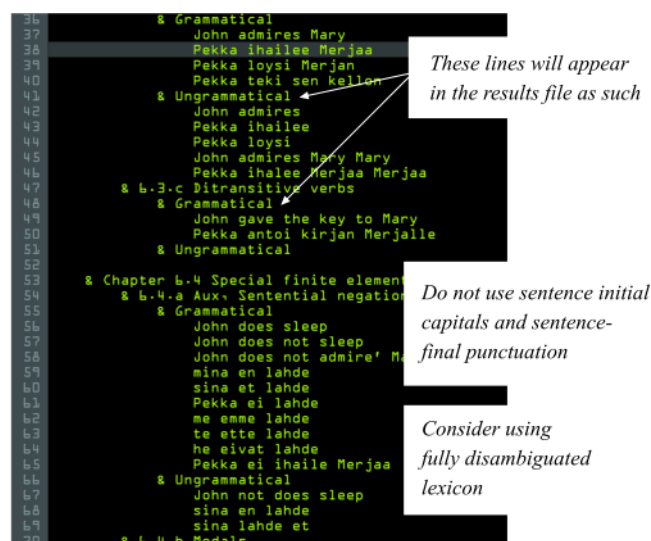 36 & Grammatical
37 John admires Mary
38 Pekka ihailee Merjaa
39 Pekka loysi Merjan
40 Pekka teki sen kellon
41 & Ungrammatical
42 John admires
43 Pekka ihailee
44 Pekka loysi
45 John admires Mary Mary
46 Pekka ihalee Merjaa Merjaa
47 & 6.3.c Ditransitive verbs
48 & Grammatical
49 John gave the key to Mary
50 Pekka antoi kirjan Merjalle
51 & Ungrammatical
52
53 & Chapter 6.4 Special finite element
54 & 6.4.a Aux, Sentential negation
55 & Grammatical
56 John does sleep
57 John does not sleep
58 John does not admire' Ma
59 mina en lahde
60 sina et lahde
61 Pekka ei lahde
62 me emme lahde
63 te ette lahde
64 he eivat lahde
65 Pekka ei ihaile Merjaa
66 & Ungrammatical
67 John not does sleep
68 sina en lahde
69 sina lahde et
70 & 6.4.b Modals
These lines will appear
in the results file as such
Do not use sentence initial
capitals and sentence-
final punctuation
Consider using
fully disambiguated
lexicon